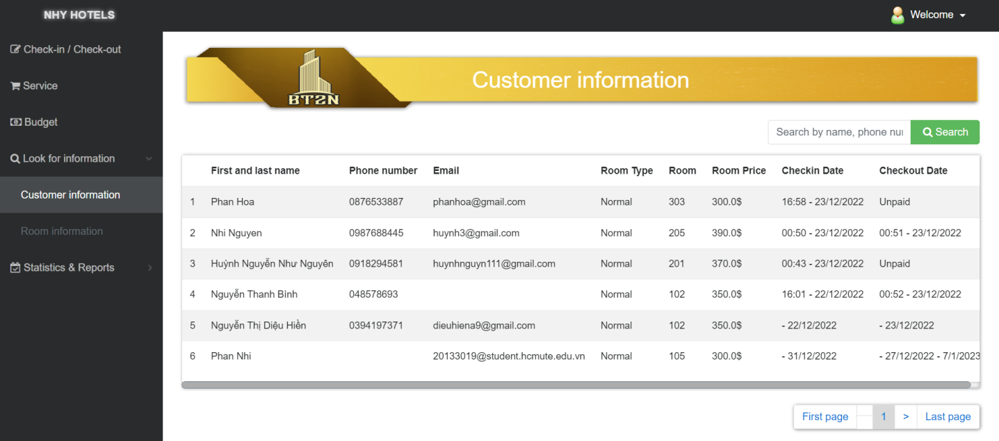 NHY HOTELS
Welcome
Check-in / Check-out
Service
Budget
Look for information
Customer information
Room information
Statistics & Reports
BT2N
Customer information
Search by name, phone nu
Search
First and last name Phone number Email Room Type Room Room Price Checkin Date Checkout Date
1 Phan Hoa 0876533887 phanhoa@gmail.com Normal 303 300.0$ 16:58 - 23/12/2022 Unpaid
2 Nhi Nguyen 0987688445 huynh3@gmail.com Normal 205 390.0$ 00:50 - 23/12/2022 00:51 - 23/12/2022
3 Huỳnh Nguyễn Như Nguyên 0918294581 huynhnguyn111@gmail.com Normal 201 370.0$ 00:43 - 23/12/2022 Unpaid
4 Nguyễn Thanh Bình 048578693 Normal 102 350.0$ 16:01 - 22/12/2022 00:52 - 23/12/2022
5 Nguyễn Thị Diệu Hiền 0394197371 dieuhiena9@gmail.com Normal 102 350.0$ - 22/12/2022 - 23/12/2022
6 Phan Nhi 20133019@student.hcmute.edu.vn Normal 105 300.0$ - 31/12/2022 - 27/12/2022 - 7/1/2023
First page 1 > Last page